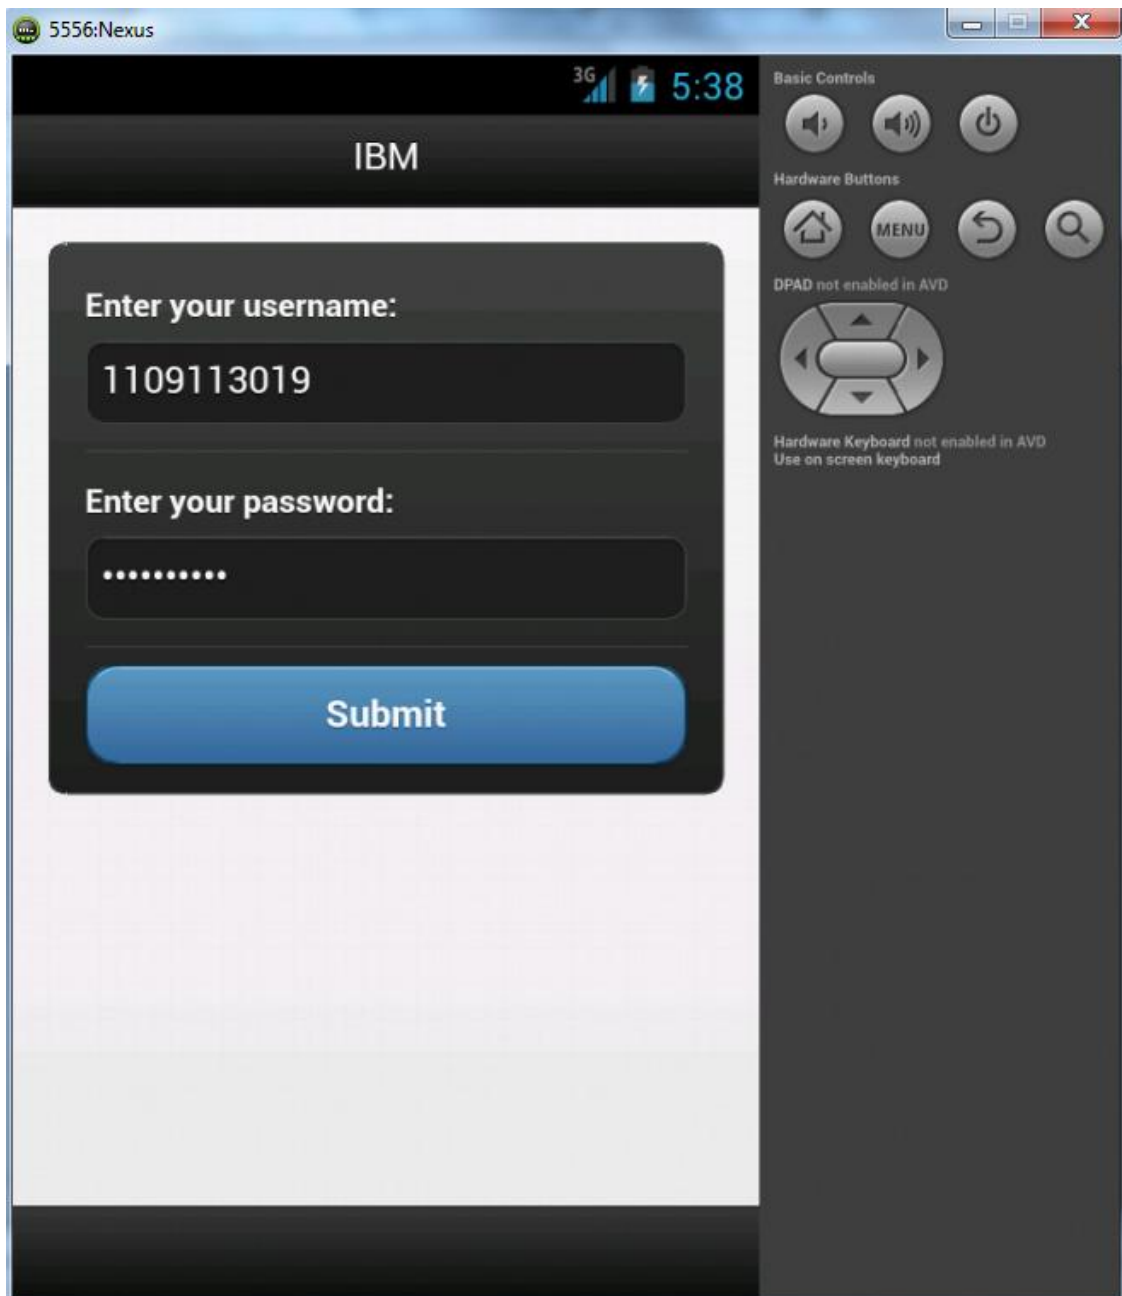 5556:Nexus
3G 5:38
IBM
Enter your username:
1109113019
Enter your password:
••••••••••
Submit
Basic Controls
Hardware Buttons
MENU
DPAD not enabled in AVD
Hardware Keyboard not enabled in AVD
Use on screen keyboard